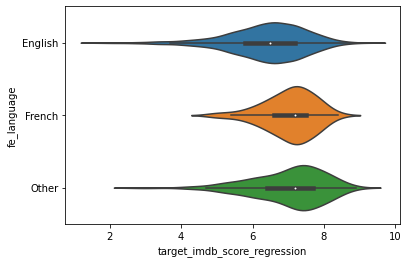 English
French
Other
fe_language
2
4
6
8
10
target_imdb_score_regression